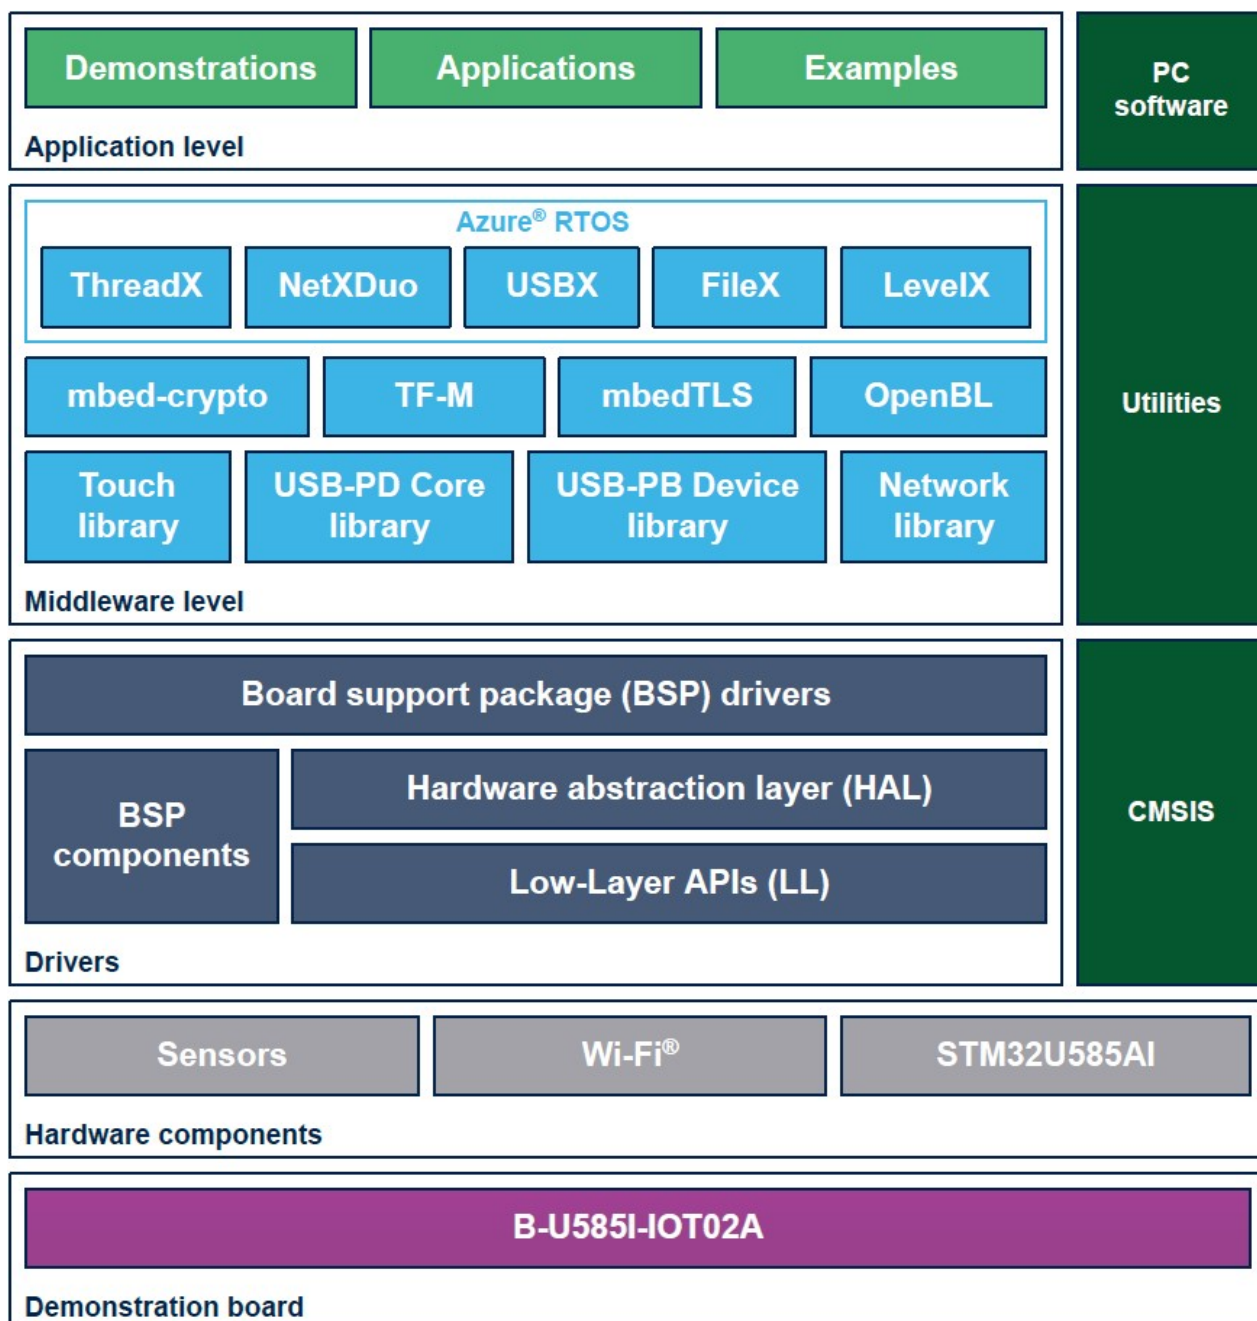 Demonstrations
Applications
Examples
Application level
PC
software
Azure® RTOS
ThreadX
NetXDuo
USBX
FileX
LevelX
mbed-crypto
TF-M
mbedTLS
OpenBL
Touch
library
USB-PD Core
library
USB-PB Device
library
Network
library
Middleware level
Utilities
Board support package (BSP) drivers
BSP
components
Hardware abstraction layer (HAL)
Low-Layer APIs (LL)
Drivers
CMSIS
Sensors
Wi-Fi®
STM32U585AI
Hardware components
B-U585I-IOT02A
Demonstration board